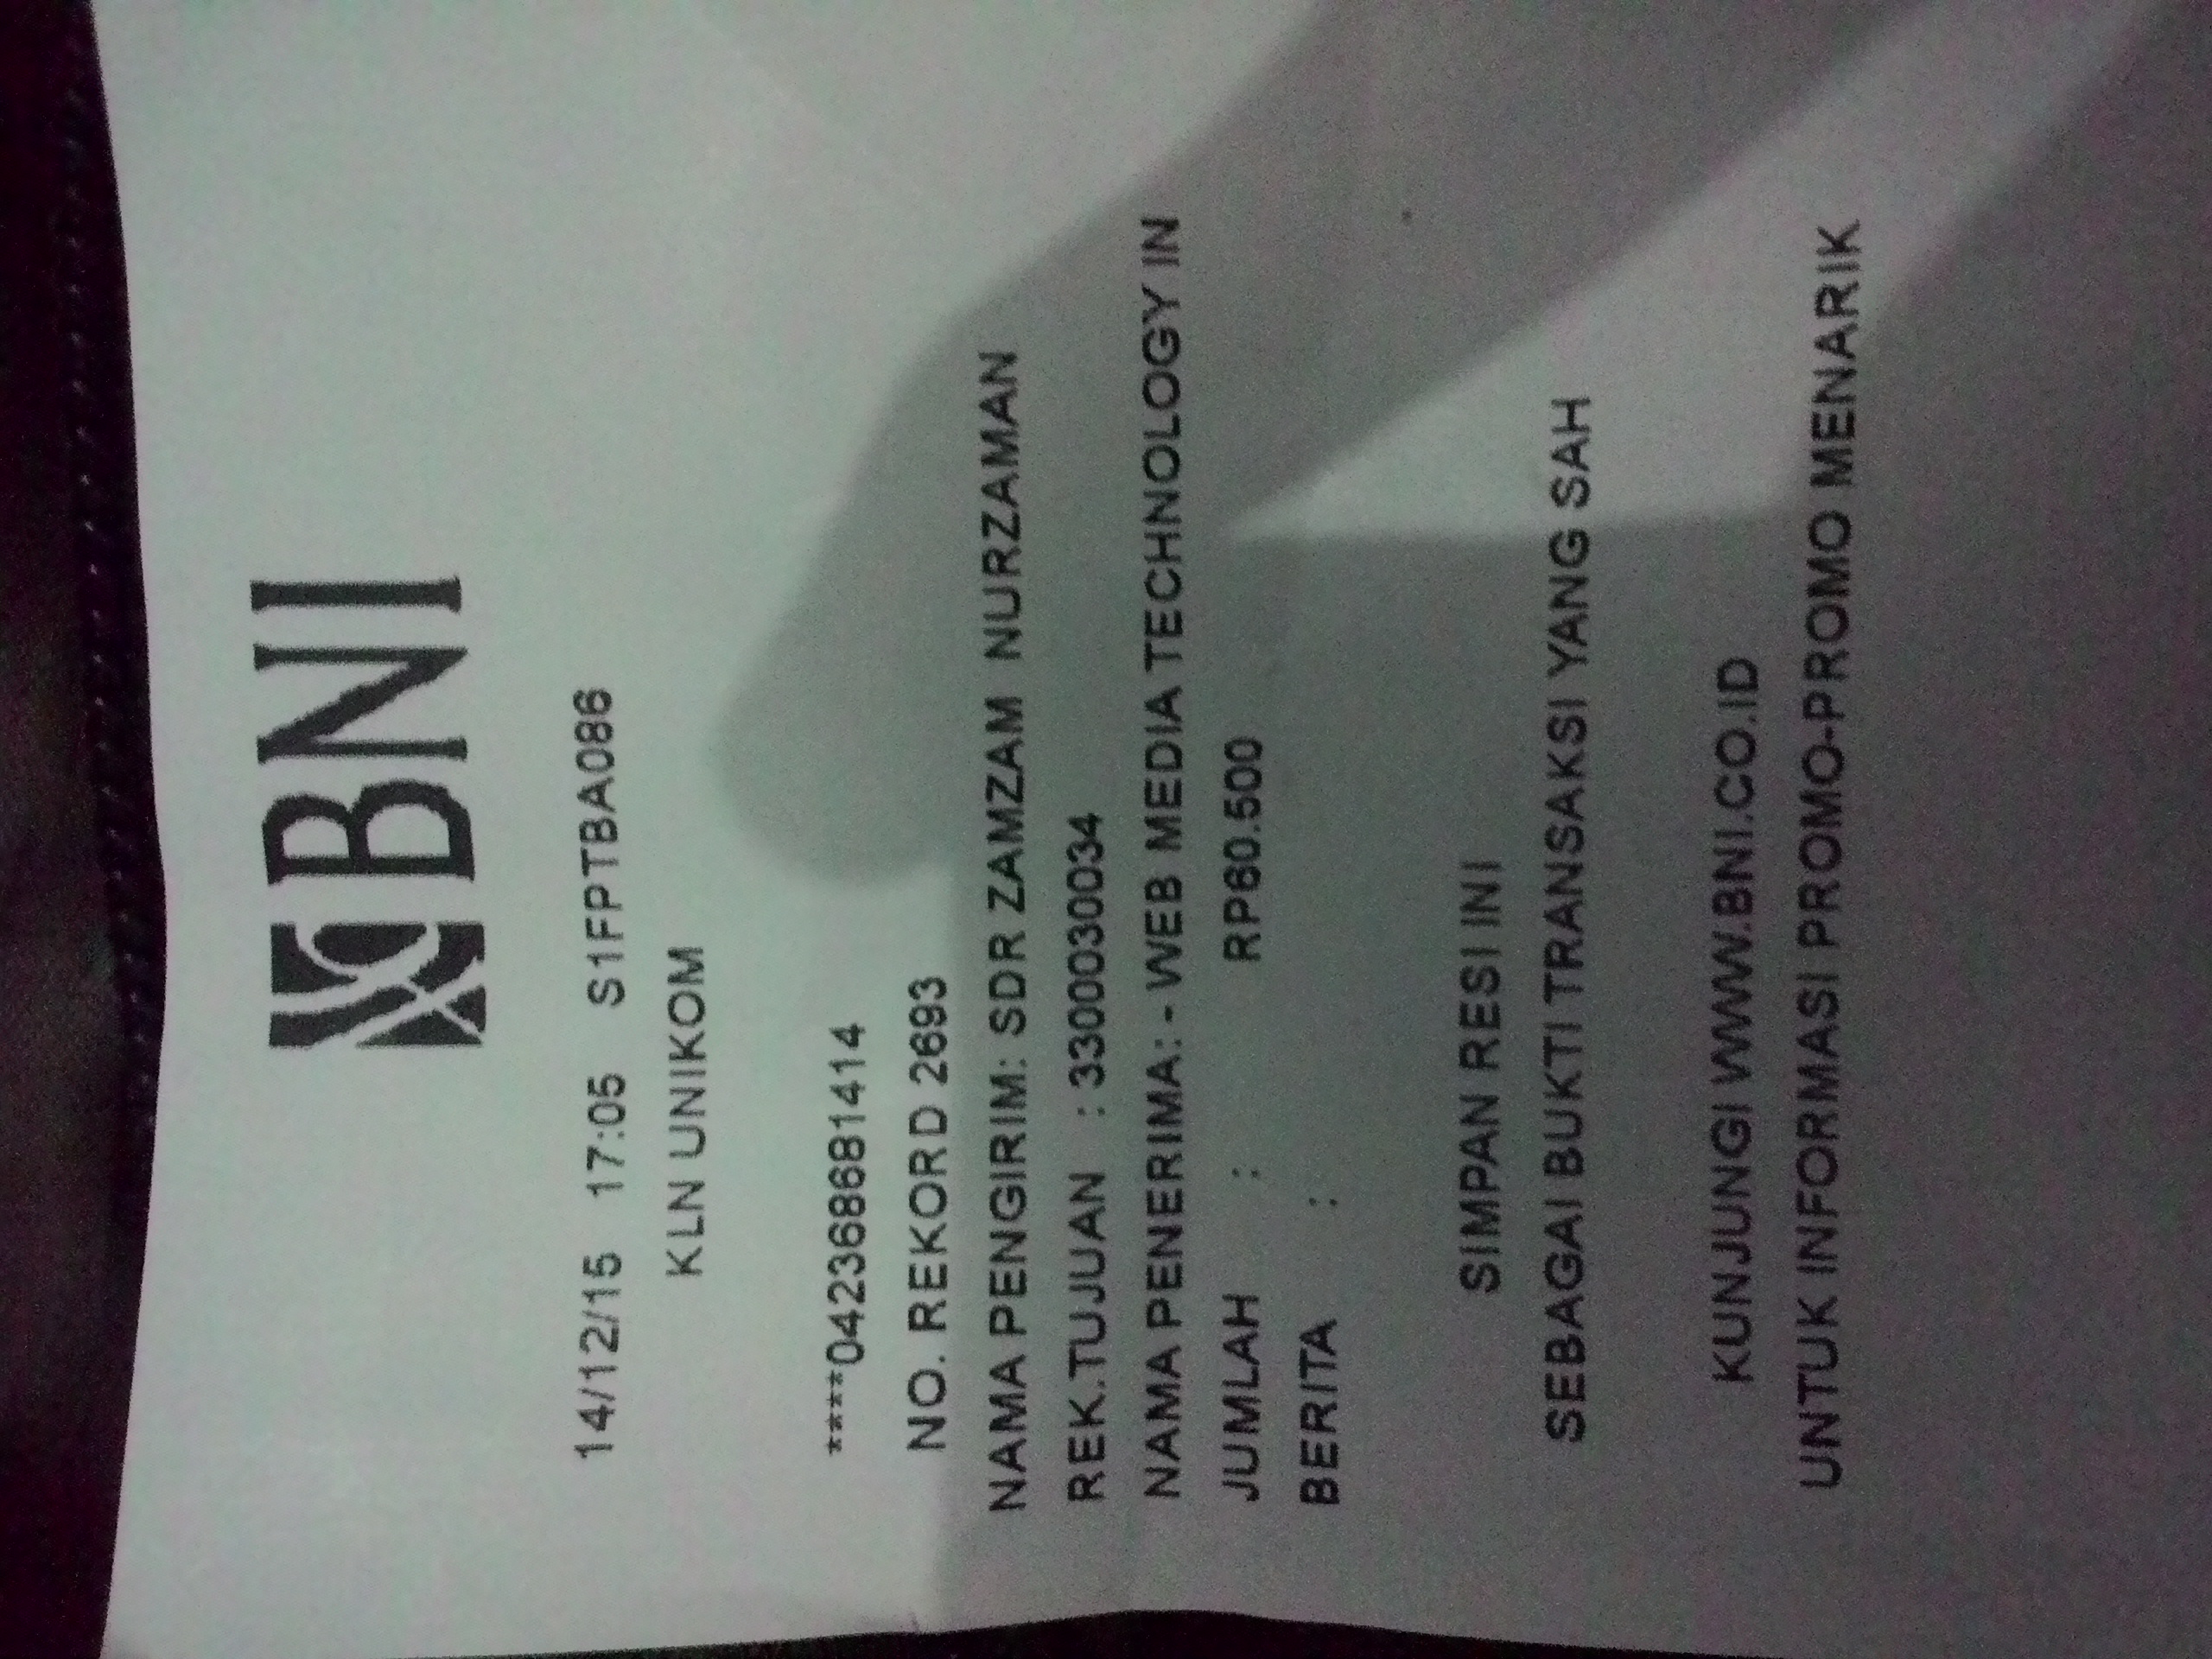 BNI
14/12/15 17:05 S1FPTBA086
KLN UNIKOM
****042368681414
NO. REKORD 2693
NAMA PENGIRIM: SDR ZAMZAM NURZAMAN
REK.TUJUAN : 3300030034
NAMA PENERIMA: - WEB MEDIA TECHNOLOGY IN
JUMLAH : RP60.500
BERITA :
SIMPAN RESI INI
SEBAGAI BUKTI TRANSAKSI YANG SAH
KUNJUNGI WWW.BNI.CO.ID
UNTUK INFORMASI PROMO-PROMO MENARIK